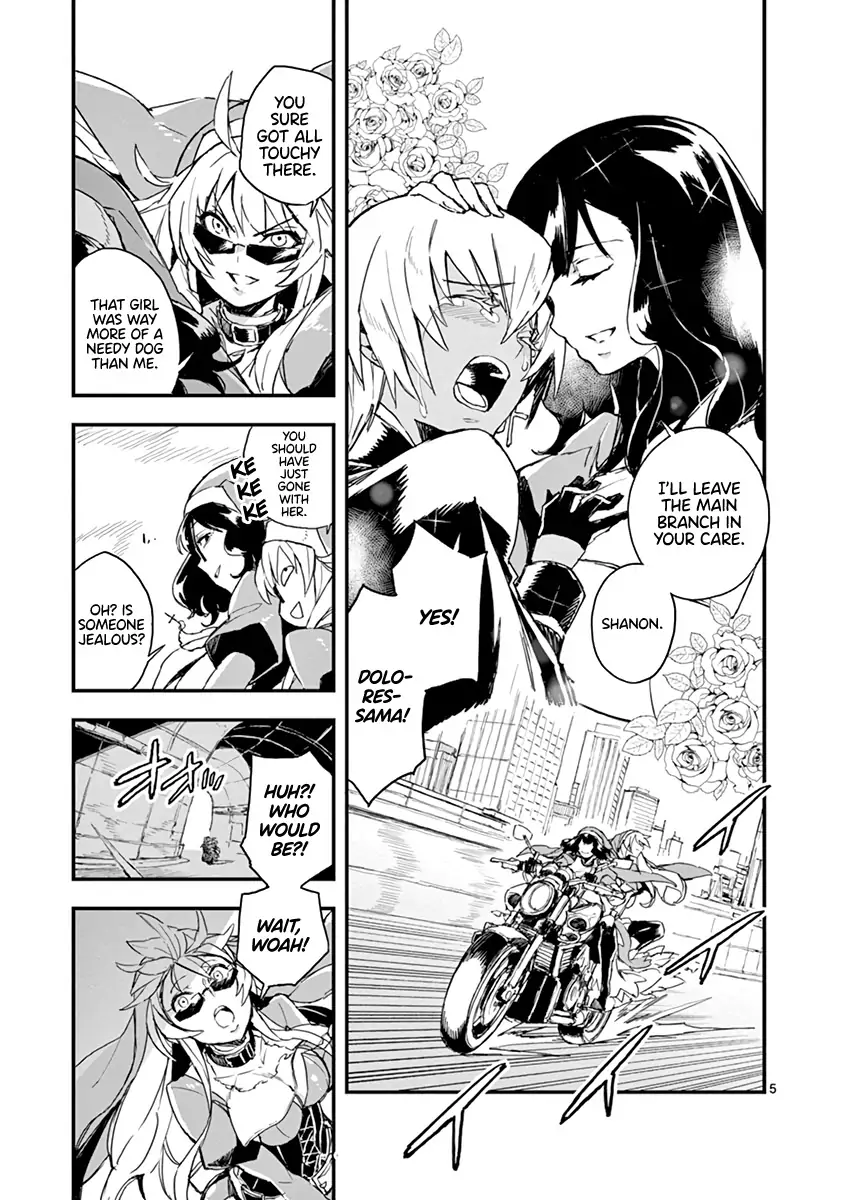 I'LL LEAVE
THE MAIN
BRANCH IN
YOUR CARE.
SHANON.
YES!
DOLO-
RES-
SAMA!
YOU
SURE
GOT ALL
TOUCHY
THERE.
THAT GIRL
WAS WAY
MORE OF A
NEEDY DOG
THAN ME.
YOU
SHOULD
HAVE
JUST
GONE
WITH
HER.
KE
KE
KE
OH? IS
SOMEONE
JEALOUS?
オオ
HUH?!
WHO
WOULD
BE?!
WAIT,
WOAH!
5